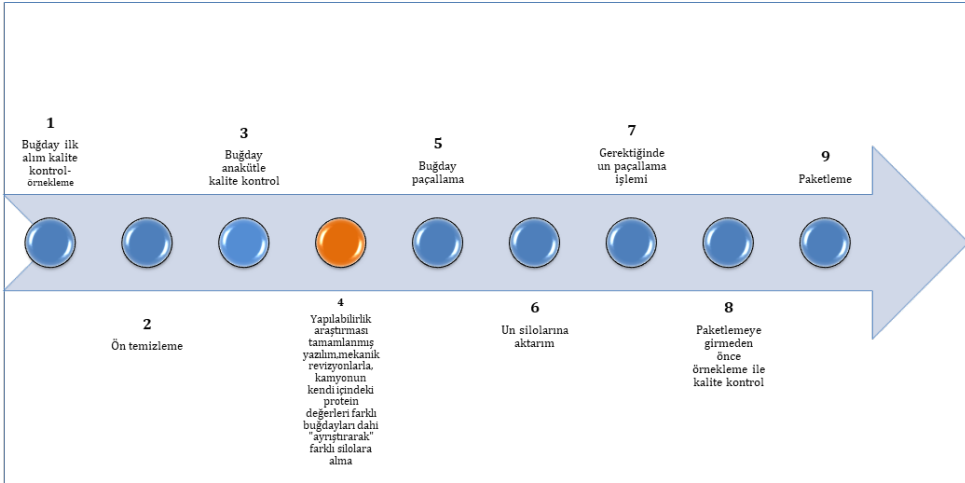 1
Buğday ilk
alım kalite
kontrol-
örnekleme
2
Ön temizleme
3
Buğday
anakütle
kalite kontrol
4
Yapılabilirlik
araştırması
tamamlanmış
yazılım,mekanik
revizyonlarla,
kamyonun
kendi içindeki
protein
değerleri farklı
buğdayları dahi
"ayrıştırarak"
farklı silolara
alma
5
Buğday
paçallama
6
Un silolarına
aktarım
7
Gerektiğinde
un paçallama
işlemi
8
Paketlemeye
girmeden
önce
örnekleme ile
kalite kontrol
9
Paketleme